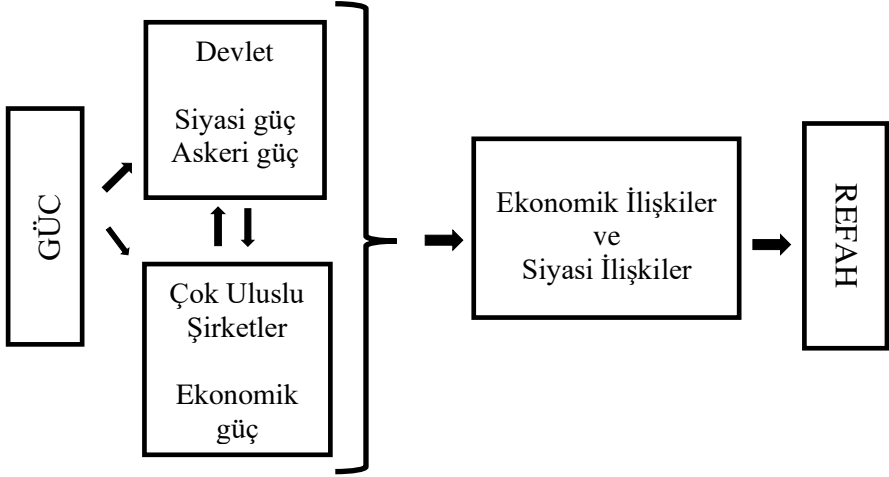 GÜC
Devlet
Siyasi güç
Askeri güç
Çok Uluslu
Şirketler
Ekonomik
güç
Ekonomik İlişkiler
ve
Siyasi İlişkiler
REFAH